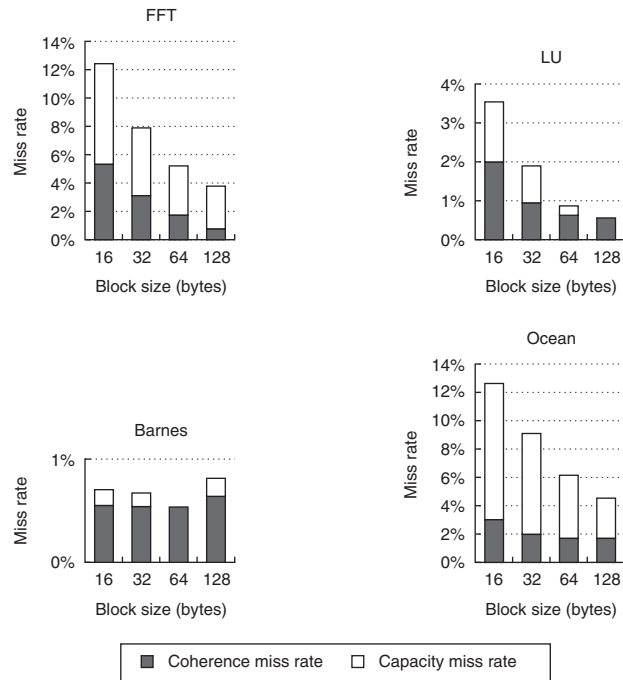 FFT
14%
12%
10%
8%
6%
4%
2%
0%
Miss rate
16 32 64 128
Block size (bytes)
LU
4%
3%
2%
1%
0%
Miss rate
16 32 64 128
Block size (bytes)
Barnes
1%
0%
Miss rate
16 32 64 128
Block size (bytes)
Ocean
14%
12%
10%
8%
6%
4%
2%
0%
Miss rate
16 32 64 128
Block size (bytes)
Coherence miss rate Capacity miss rate